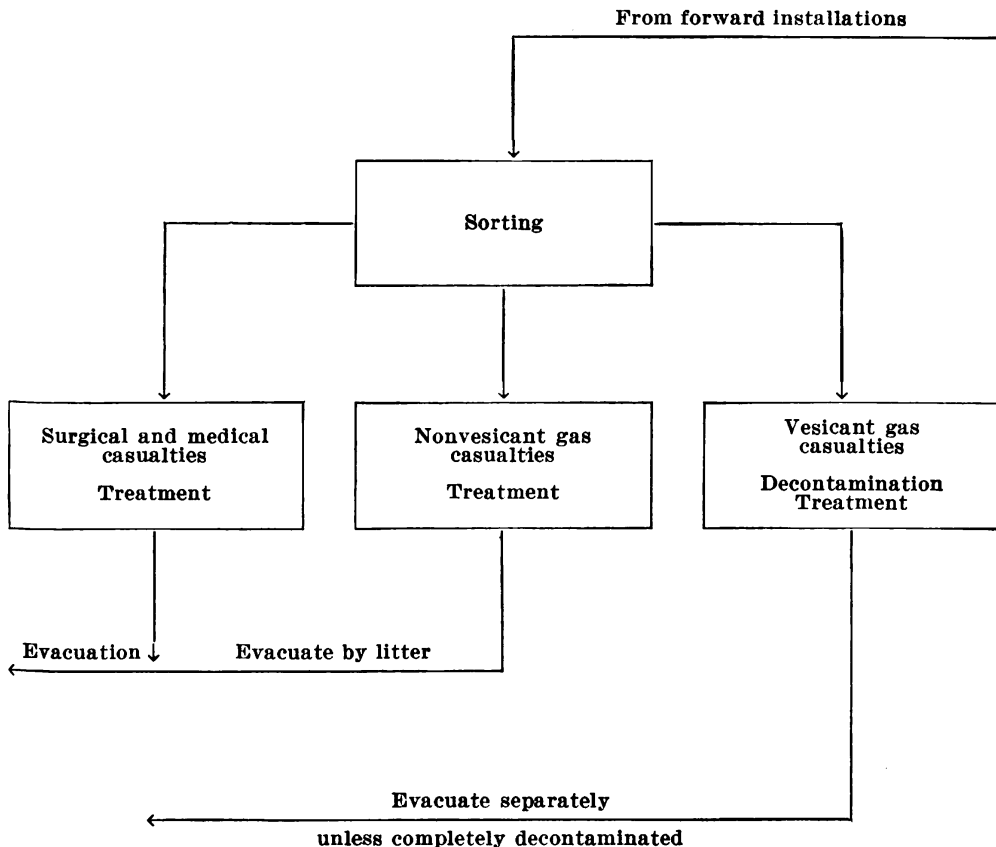 From forward installations
Sorting
Surgical and medical
casualties
Treatment
Nonvesicant gas
casualties
Treatment
Vesicant gas
casualties
Decontamination
Treatment
Evacuation
Evacuate by litter
Evacuate separately
unless completely decontaminated